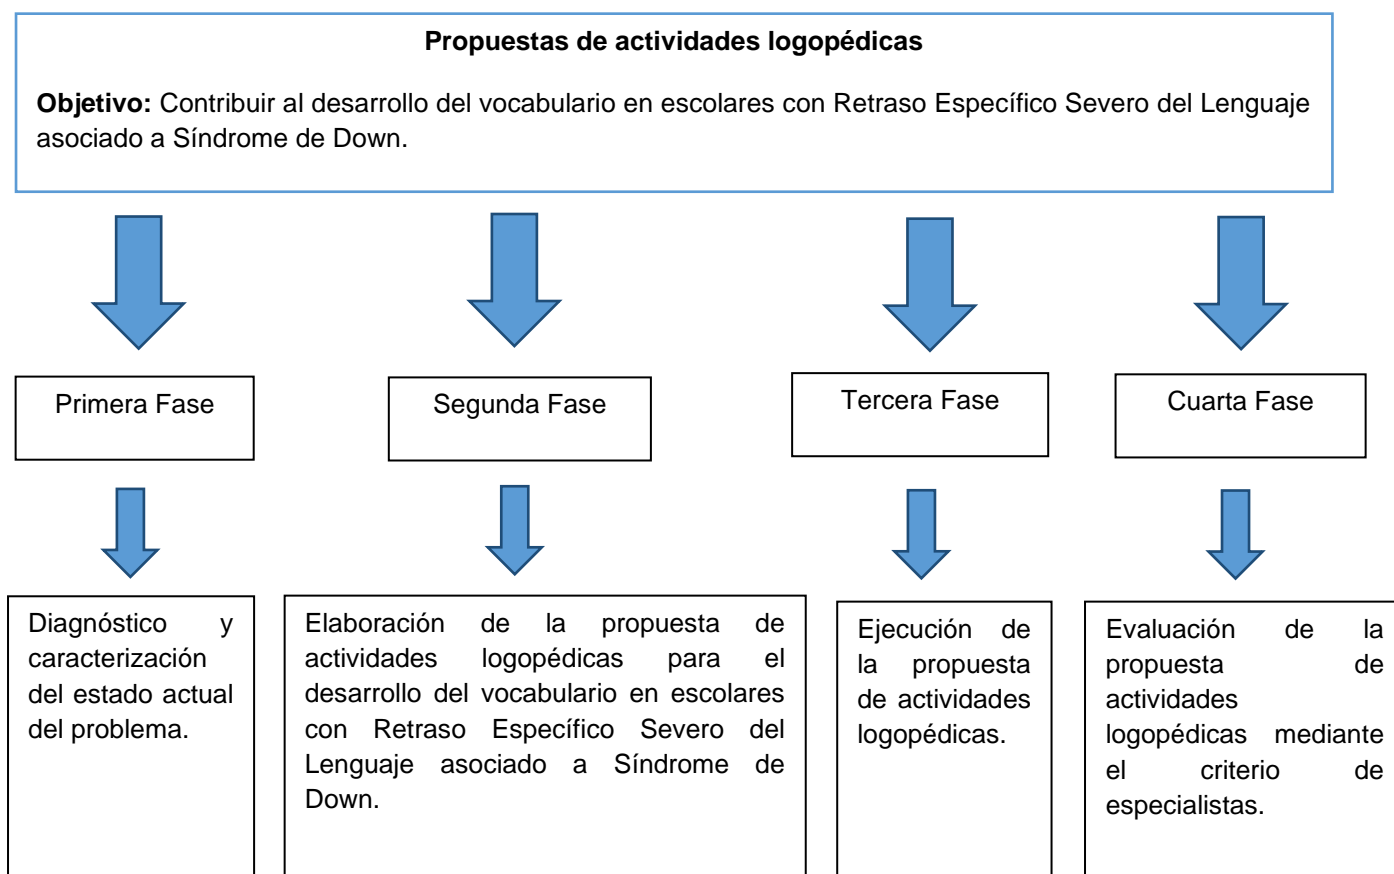 Propuestas de actividades logopédicas
Objetivo: Contribuir al desarrollo del vocabulario en escolares con Retraso Específico Severo del Lenguaje
asociado a Síndrome de Down.
Primera Fase
Segunda Fase
Tercera Fase
Cuarta Fase
Diagnóstico y
caracterización
del estado actual
del problema.
Elaboración de la propuesta de
actividades logopédicas para el
desarrollo del vocabulario en escolares
con Retraso Específico Severo del
Lenguaje asociado a Síndrome de
Down.
Ejecución de
la propuesta
de actividades
logopédicas.
Evaluación de la
propuesta de
actividades
logopédicas mediante
el criterio de
especialistas.